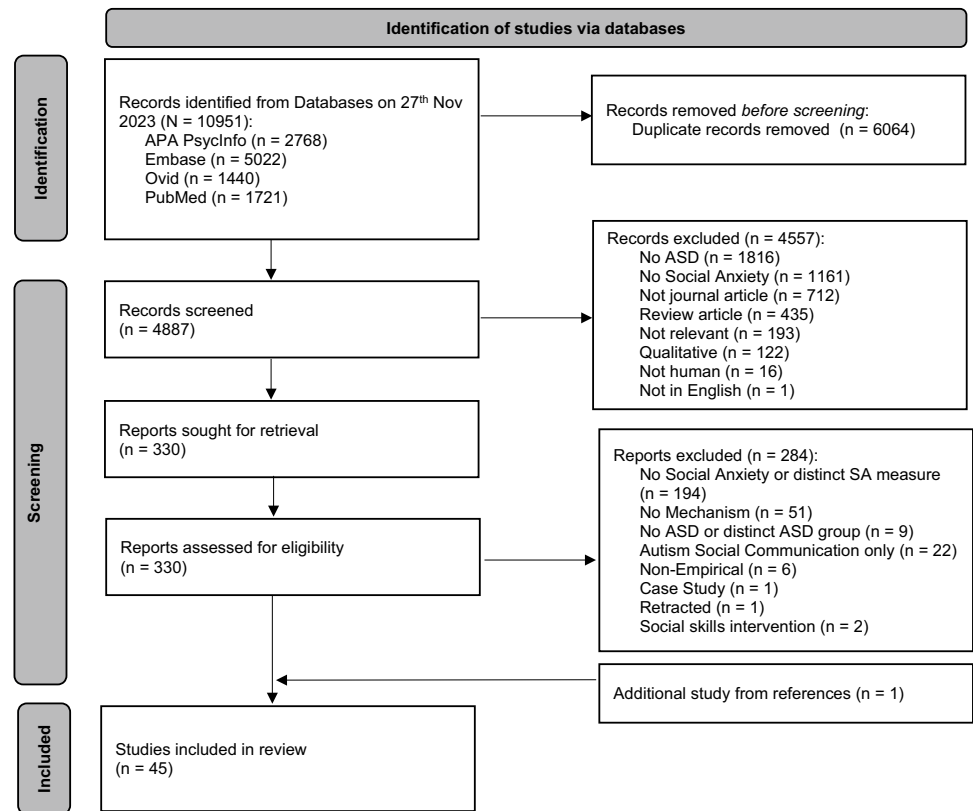 Identification of studies via databases
Identification
Records identified from Databases on 27th Nov
2023 (N = 10951):
APA PsycInfo (n = 2768)
Embase (n = 5022)
Ovid (n = 1440)
PubMed (n = 1721)
Records removed before screening:
Duplicate records removed (n = 6064)
Screening
Records screened
(n = 4887)
Records excluded (n = 4557):
No ASD (n = 1816)
No Social Anxiety (n = 1161)
Not journal article (n = 712)
Review article (n = 435)
Not relevant (n = 193)
Qualitative (n = 122)
Not human (n = 16)
Not in English (n = 1)
Reports sought for retrieval
(n = 330)
Reports assessed for eligibility
(n = 330)
Reports excluded (n = 284):
No Social Anxiety or distinct SA measure
(n = 194)
No Mechanism (n = 51)
No ASD or distinct ASD group (n = 9)
Autism Social Communication only (n = 22)
Non-Empirical (n = 6)
Case Study (n = 1)
Retracted (n = 1)
Social skills intervention (n = 2)
Additional study from references (n = 1)
Included
Studies included in review
(n = 45)